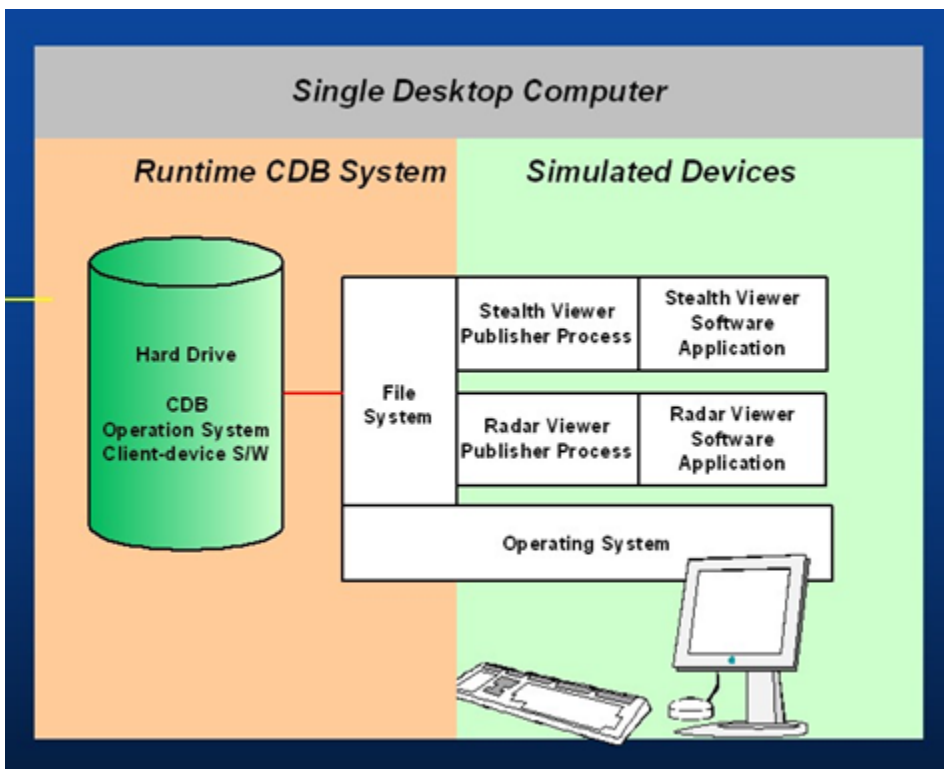 Single Desktop Computer
Runtime CDB System
Simulated Devices
Hard Drive
CDB
Operation System
Client-device S/W
File
System
Stealth Viewer
Publisher Process
Stealth Viewer
Software
Application
Radar Viewer
Publisher Process
Radar Viewer
Software
Application
Operating System